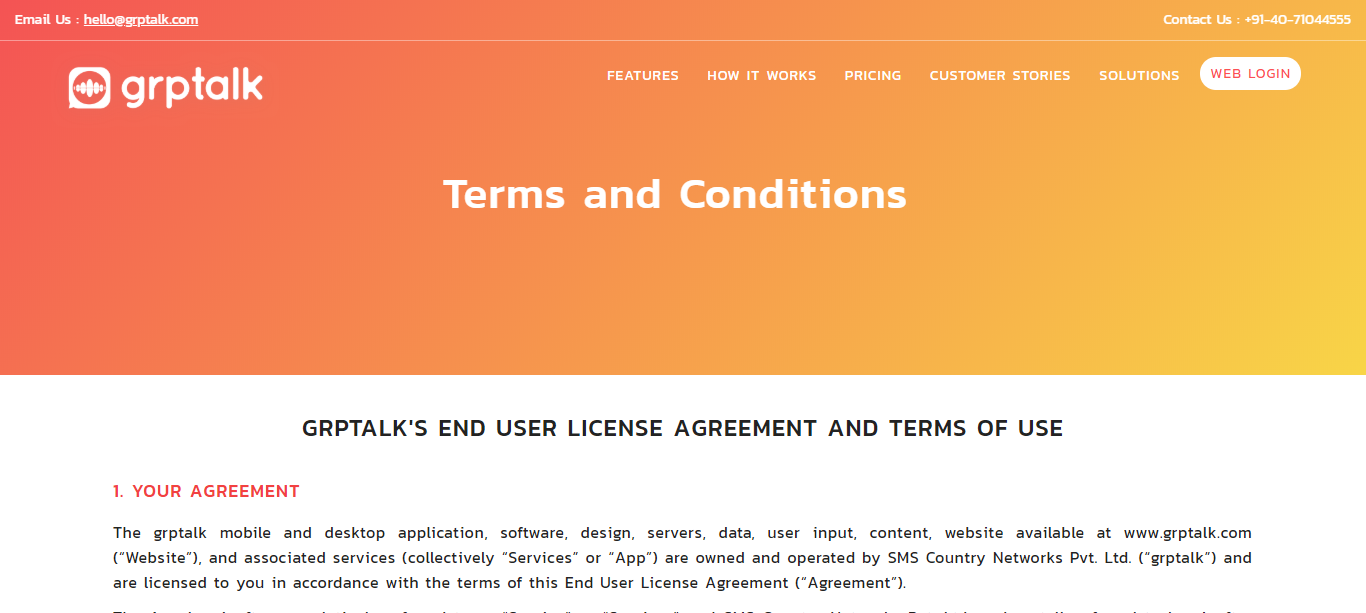 Email Us : hello@grptalk.com
Contact Us : +91-40-71044555
grptalk
FEATURES HOW IT WORKS PRICING CUSTOMER STORIES SOLUTIONS WEB LOGIN
Terms and Conditions
GRPTALK'S END USER LICENSE AGREEMENT AND TERMS OF USE
1. YOUR AGREEMENT
The grptalk mobile and desktop application, software, design, servers, data, user input, content, website available at www.grptalk.com
(“Website”), and associated services (collectively “Services” or “App”) are owned and operated by SMS Country Networks Pvt. Ltd. (“grptalk”) and
are licensed to you in accordance with the terms of this End User License Agreement (“Agreement”).